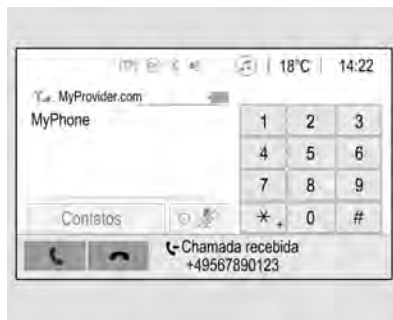 18°C 14:22
MyProvider.com
MyPhone
1 2 3
4 5 6
7 8 9
* + 0 #
Contatos
Chamada recebida
+49567890123